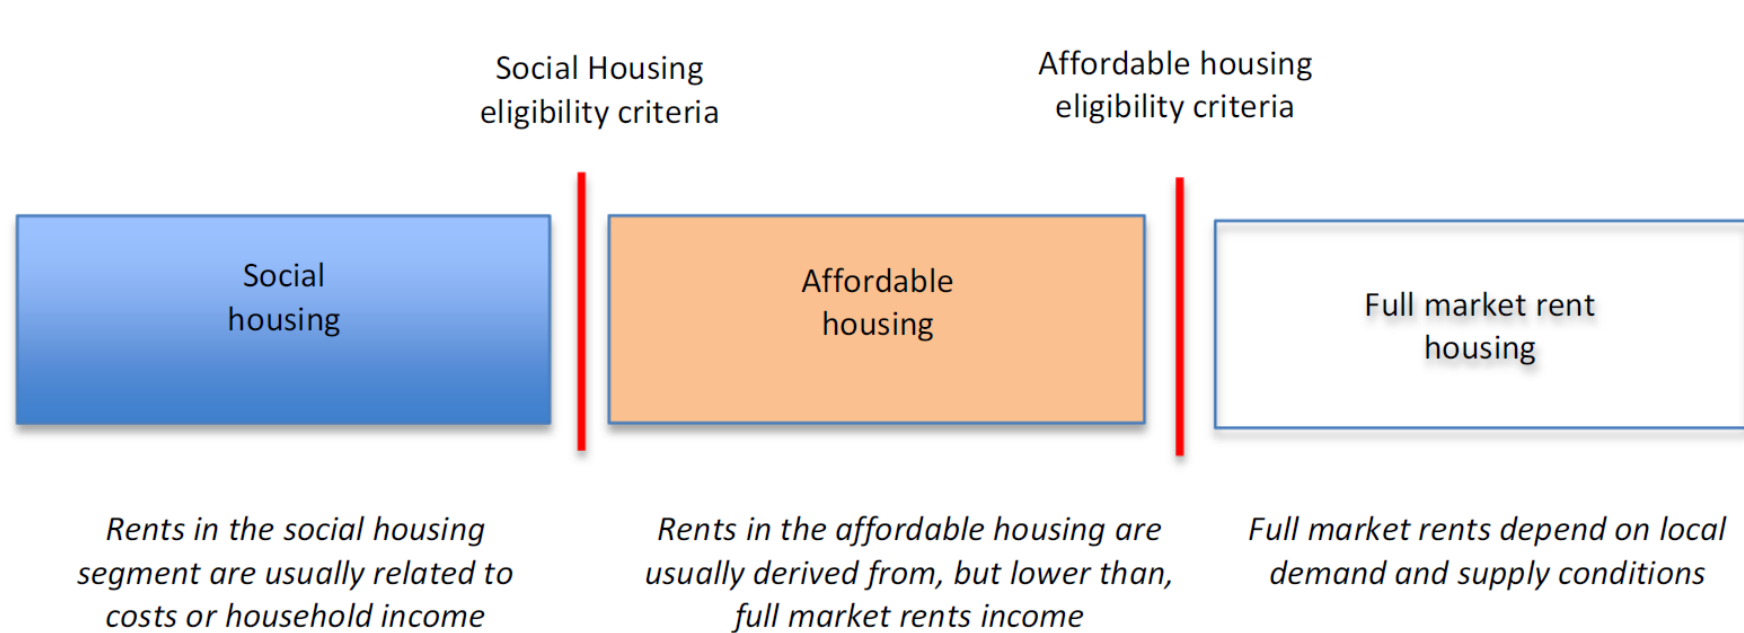 Social Housing
eligibility criteria
Affordable housing
eligibility criteria
Social
housing
Affordable
housing
Full market rent
housing
Rents in the social housing
segment are usually related to
costs or household income
Rents in the affordable housing are
usually derived from, but lower than,
full market rents income
Full market rents depend on local
demand and supply conditions